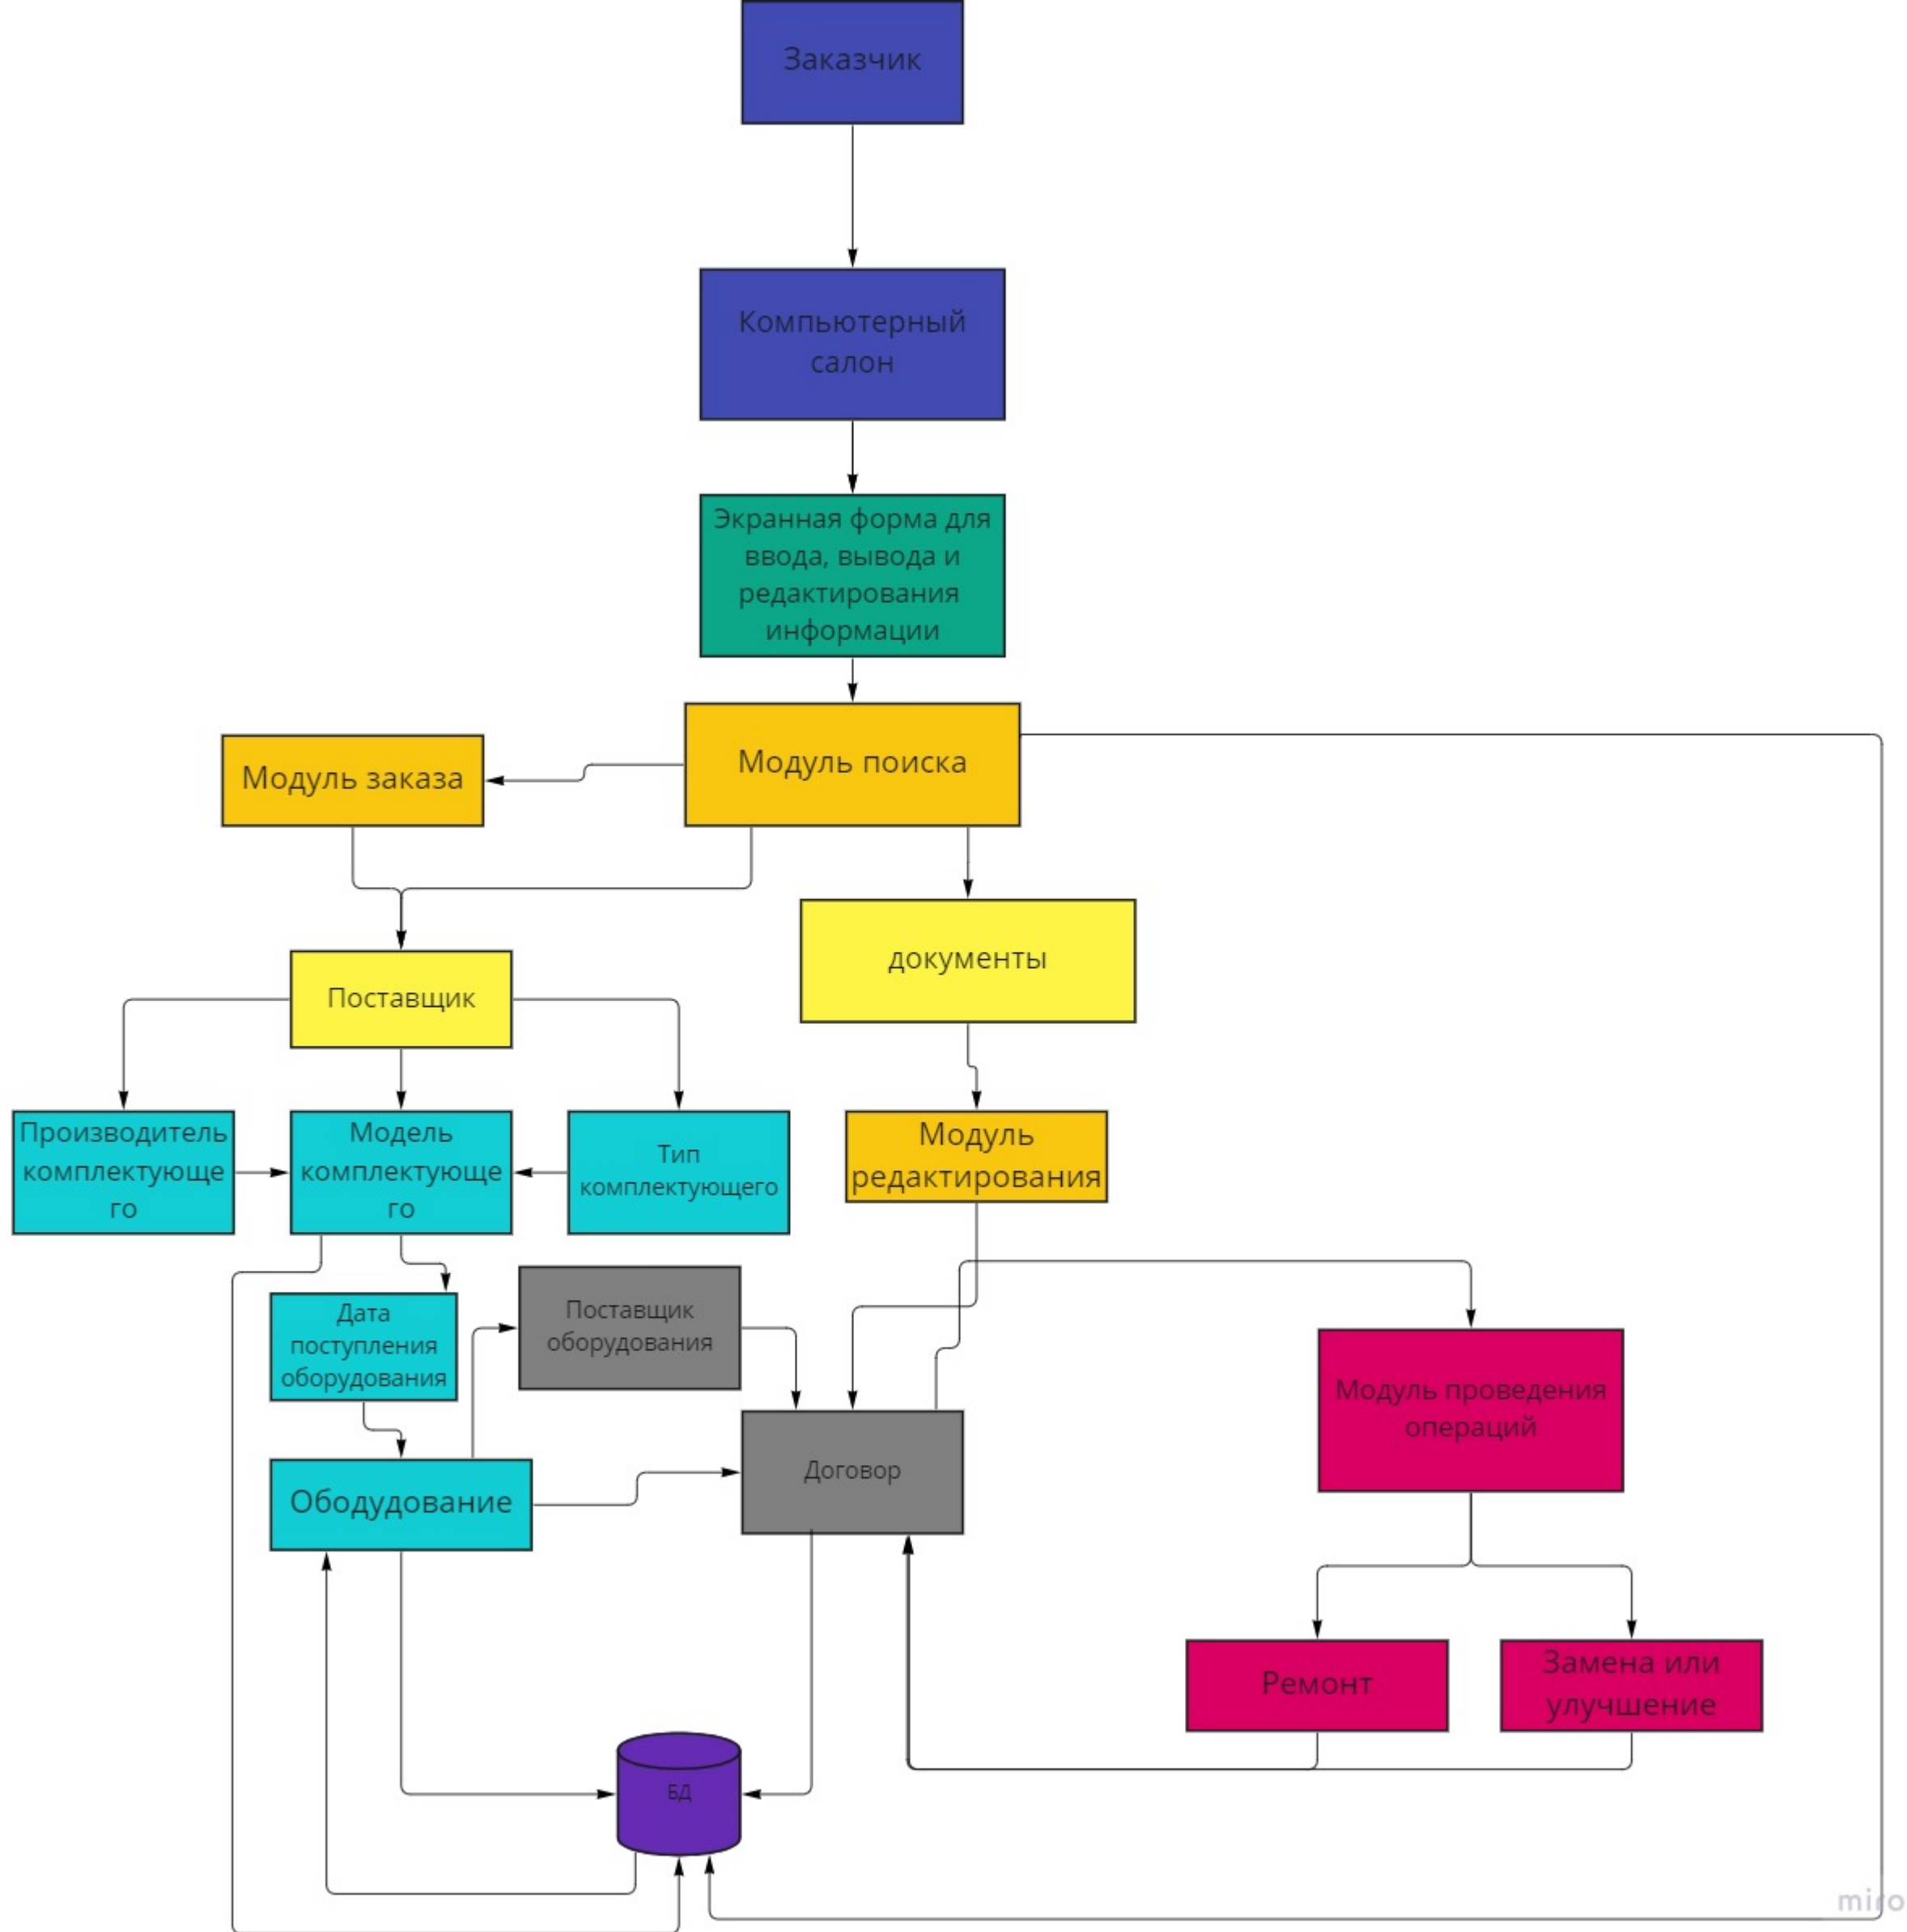 Заказчик
Компьютерный
салон
Экранная форма для
ввода, вывода и
редактирования
информации
Модуль поиска
Модуль заказа
документы
Поставщик
Производитель
комплектующе
го
Модель
комплектующе
го
Тип
комплектующего
Модуль
редактирования
Дата
поступления
оборудования
Поставщик
оборудования
Модуль проведения
операций
Договор
Ободудование
Ремонт
Замена или
улучшение
БД
miro